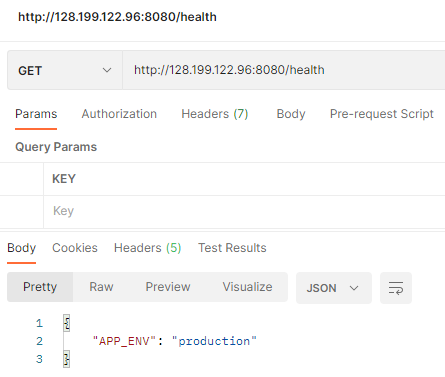 http://128.199.122.96:8080/health
GET http://128.199.122.96:8080/health
Params Authorization Headers (7) Body Pre-request Script
Query Params
KEY
Key
Body Cookies Headers (5) Test Results
Pretty Raw Preview Visualize JSON
1 {
2 "APP_ENV": "production"
3 }